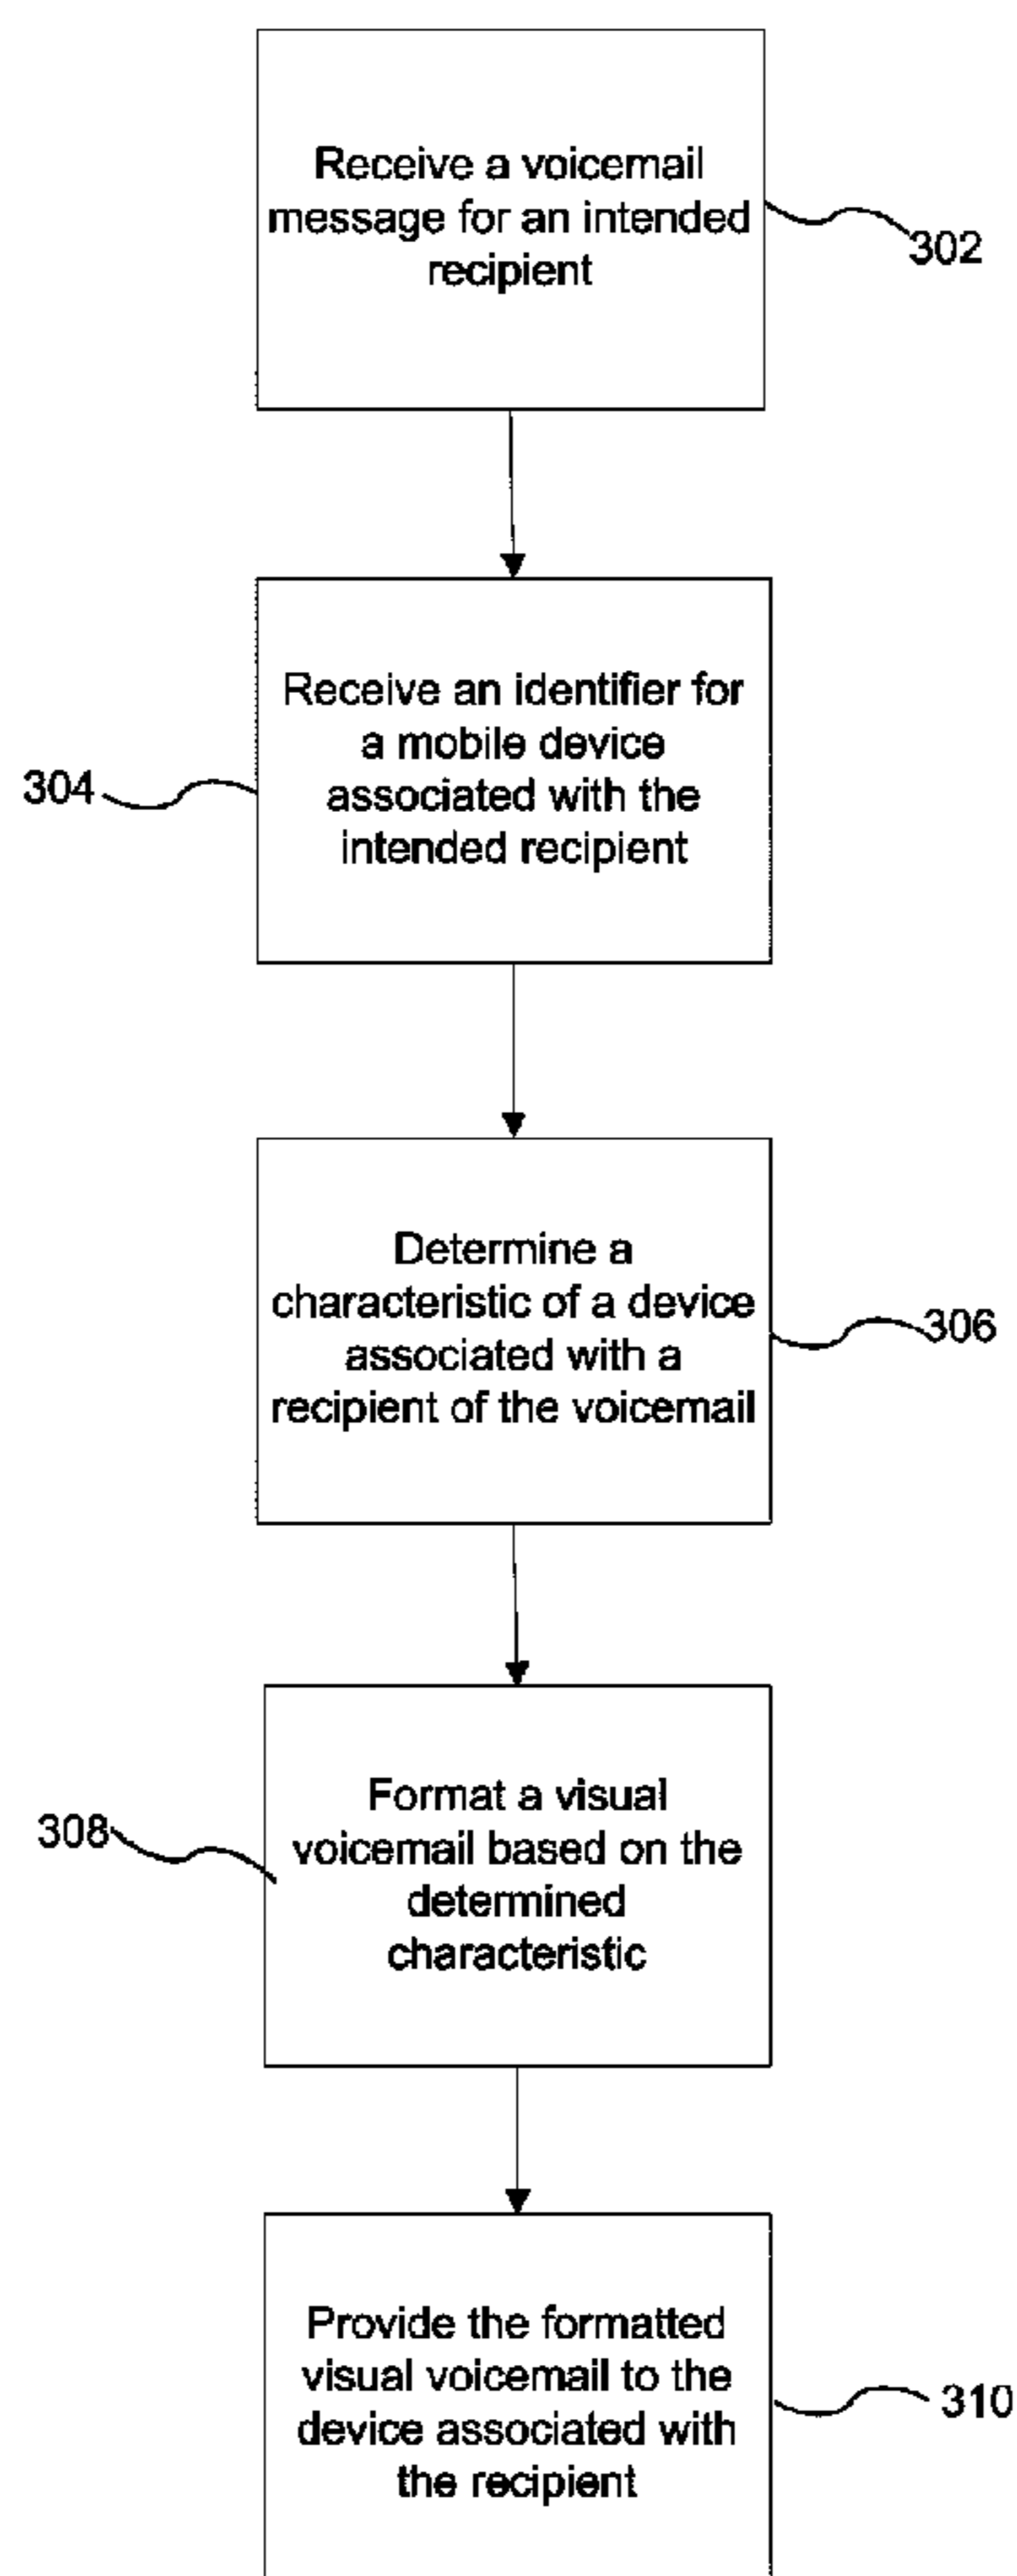 Receive a voicemail
message for an intended
recipient
302
Receive an identifier for
a mobile device
associated with the
intended recipient
304
Determine a
characteristic of a device
associated with a
recipient of the voicemail
306
Format a visual
voicemail based on the
determined
characteristic
308
Provide the formatted
visual voicemail to the
device associated with
the recipient
310